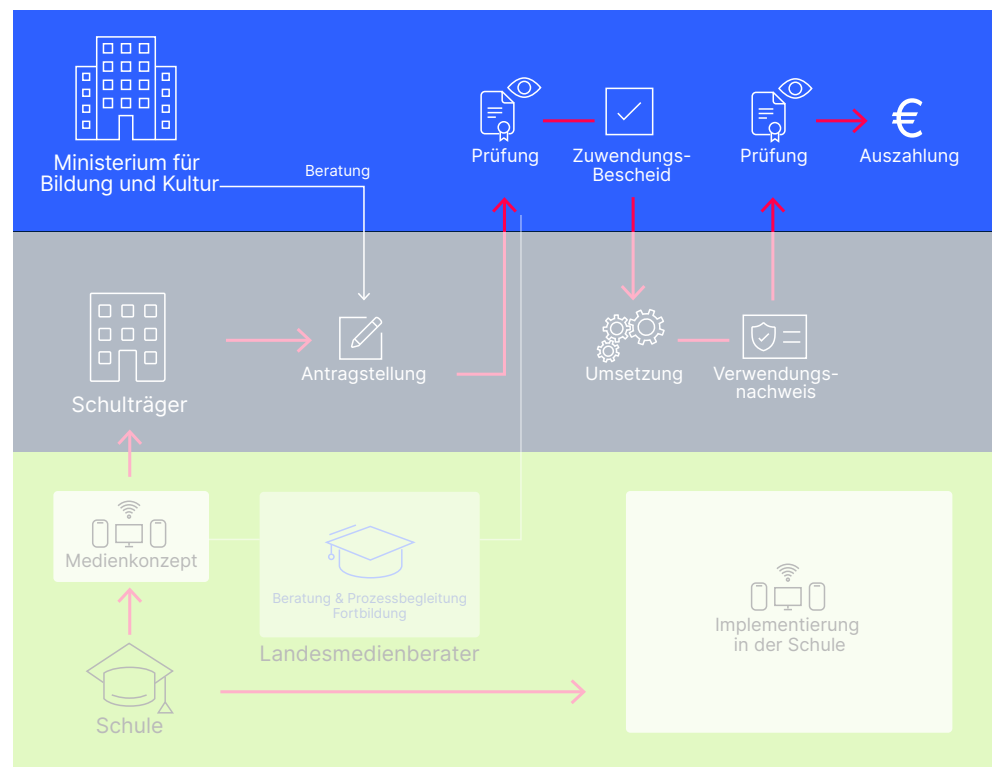 Ministerium für
Bildung und Kultur
Beratung
Prüfung
Zuwendungs-
Bescheid
Prüfung
€
Auszahlung
Schulträger
Antragstellung
Umsetzung
Verwendungs-
nachweis
Medienkonzept
Beratung & Prozessbegleitung
Fortbildung
Landesmedienberater
Implementierung
in der Schule
Schule